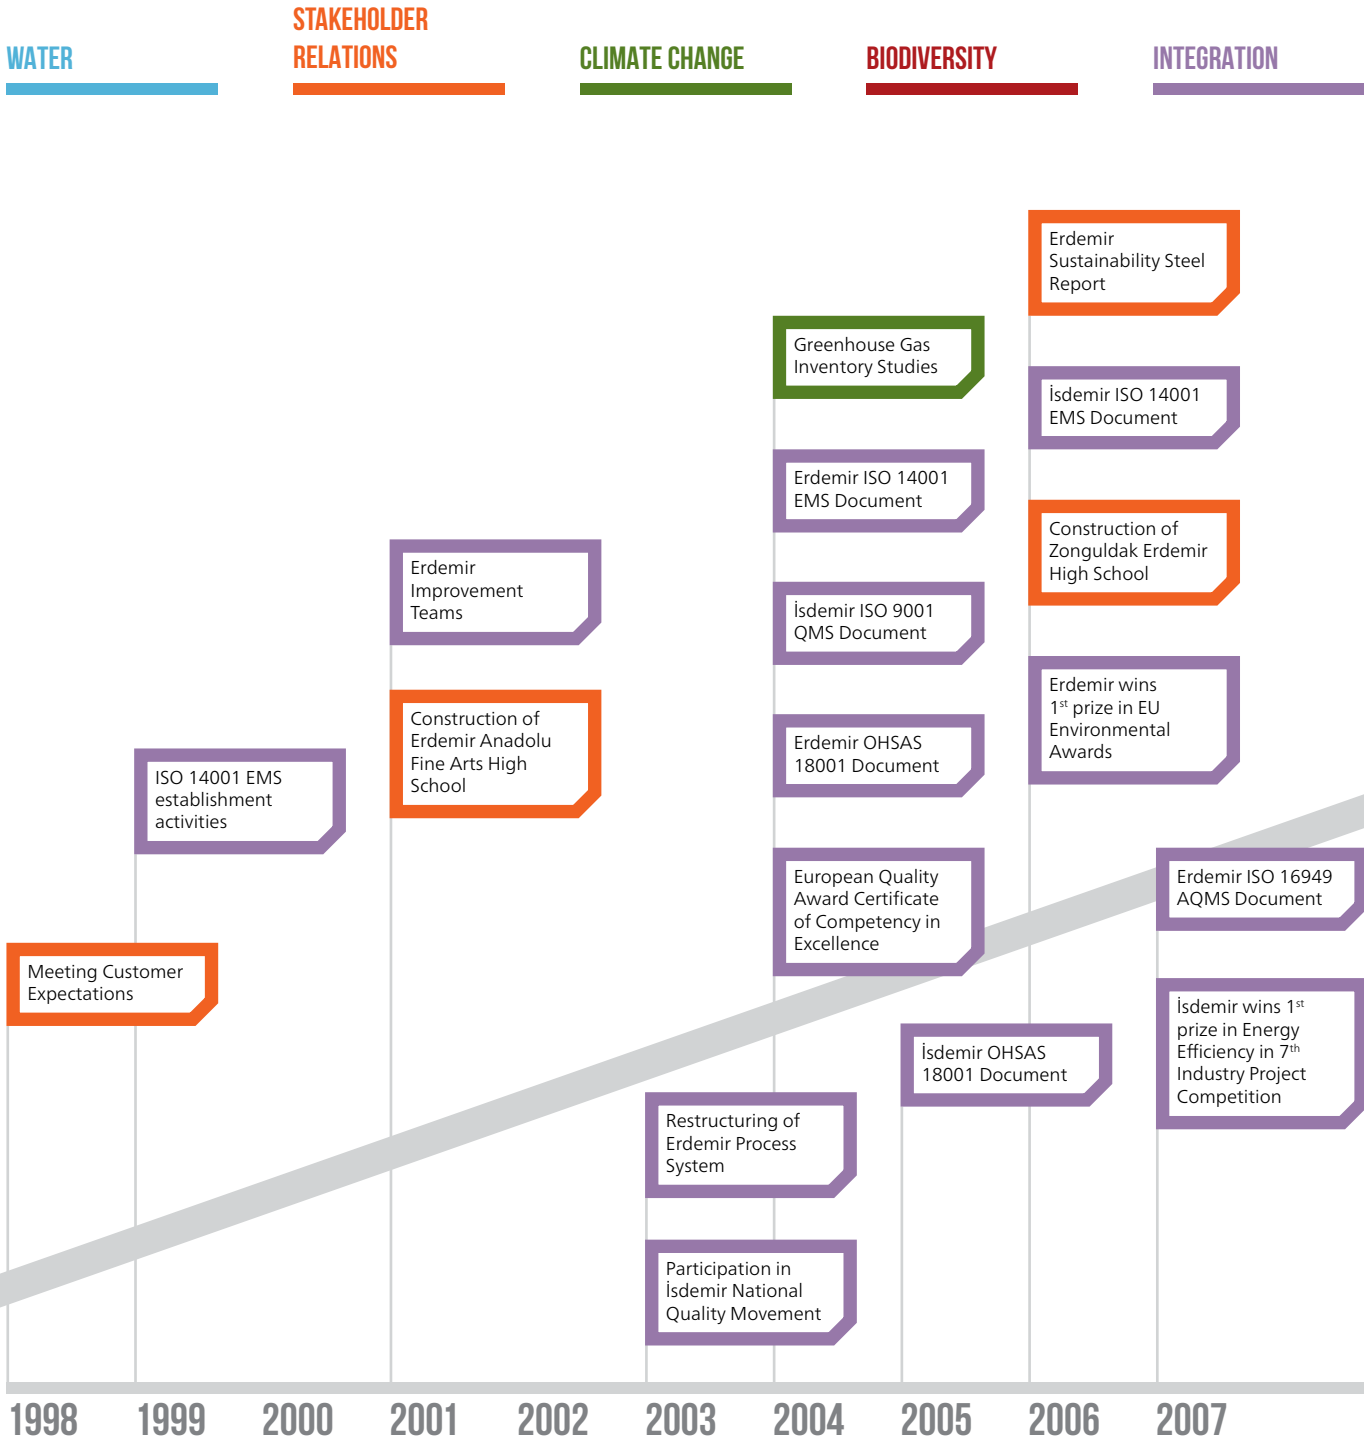 WATER
STAKEHOLDER
RELATIONS
CLIMATE CHANGE
BIODIVERSITY
INTEGRATION
Meeting Customer
Expectations
ISO 14001 EMS
establishment
activities
Erdemir
Improvement
Teams
Construction of
Erdemir Anadolu
Fine Arts High
School
Restructuring of
Erdemir Process
System
Participation in
İsdemir National
Quality Movement
Greenhouse Gas
Inventory Studies
Erdemir ISO 14001
EMS Document
İsdemir ISO 9001
QMS Document
Erdemir OHSAS
18001 Document
European Quality
Award Certificate
of Competency in
Excellence
İsdemir OHSAS
18001 Document
Erdemir
Sustainability Steel
Report
İsdemir ISO 14001
EMS Document
Construction of
Zonguldak Erdemir
High School
Erdemir wins
1st prize in EU
Environmental
Awards
Erdemir ISO 16949
AQMS Document
İsdemir wins 1st
prize in Energy
Efficiency in 7th
Industry Project
Competition
1998 1999 2000 2001 2002 2003 2004 2005 2006 2007